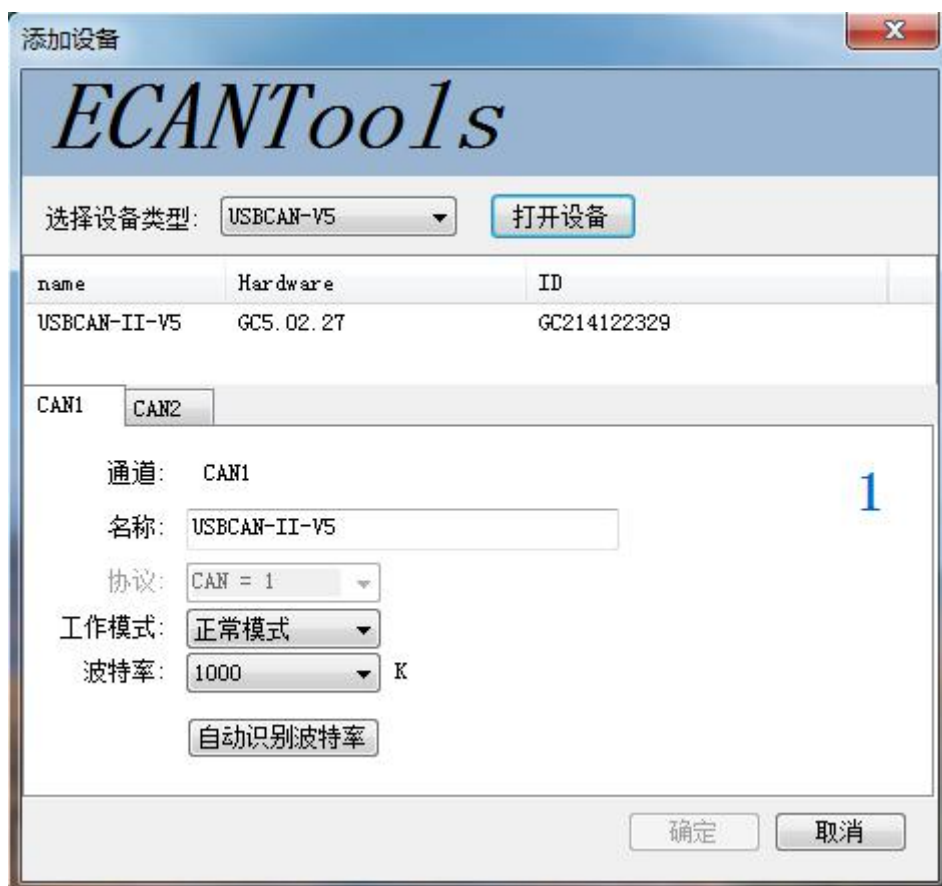 添加设备
ECANTools
选择设备类型: USBCAN-V5 打开设备
name Hardware ID
USBCAN-II-V5 GC5.02.27 GC214122329
CAN1 CAN2
通道: CAN1
1
名称: USBCAN-II-V5
协议: CAN = 1
工作模式: 正常模式
波特率: 1000 K
自动识别波特率
确定 取消